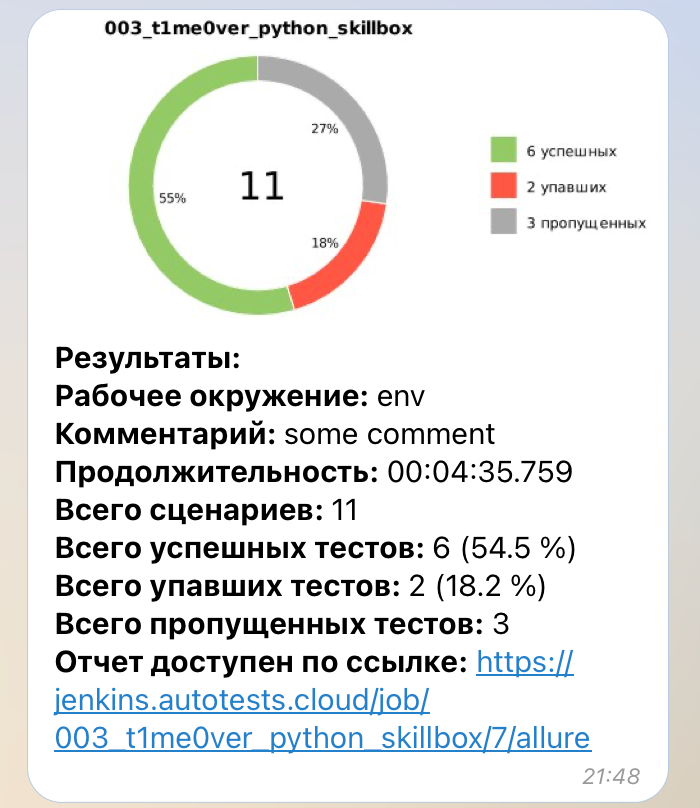 003_t1me0ver_python_skillbox
27%
55%
11
18%
6 успешных
2 упавших
3 пропущенных
Результаты:
Рабочее окружение: env
Комментарий: some comment
Продолжительность: 00:04:35.759
Всего сценариев: 11
Всего успешных тестов: 6 (54.5 %)
Всего упавших тестов: 2 (18.2 %)
Всего пропущенных тестов: 3
Отчет доступен по ссылке: https://
jenkins.autotests.cloud/job/
003_t1me0ver_python_skillbox/7/allure
21:48